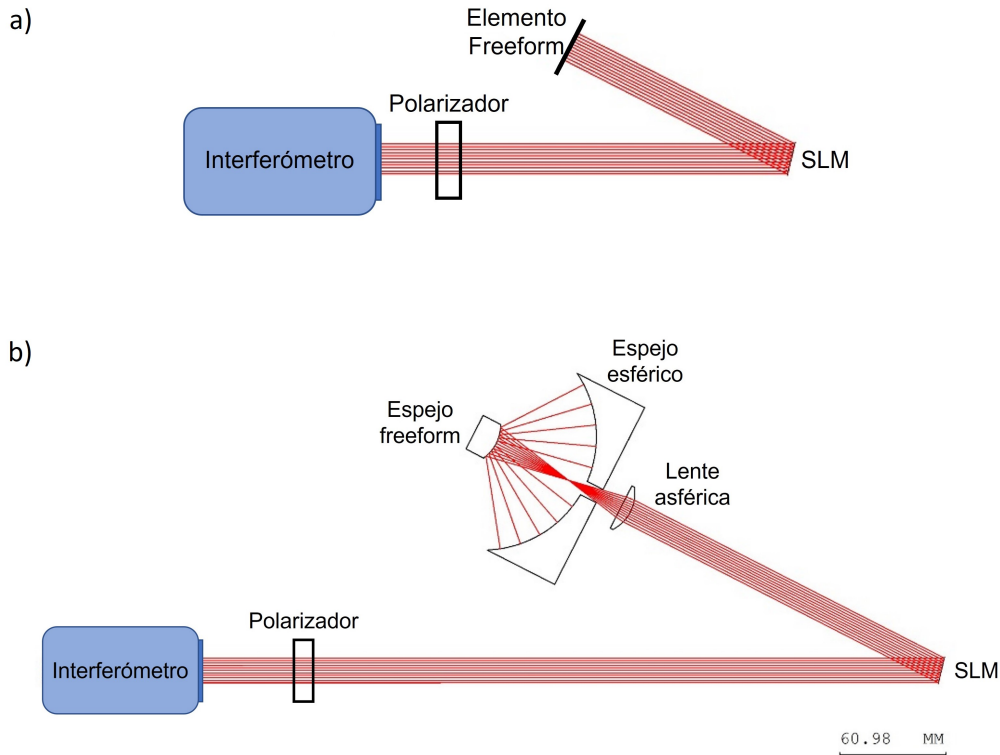 a)
Elemento
Freeform
Polarizador
Interferómetro
SLM
b)
Espejo
esférico
Espejo
freeform
Lente
asférica
Polarizador
Interferómetro
SLM
60.98 MM